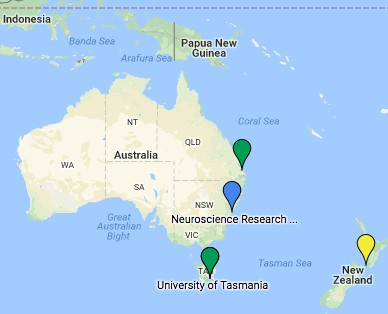 Indonesia
Banda Sea
Papua New
Guinea
Arafura Sea
Coral Sea
NT
QLD
Australia
WA
SA
NSW
Great
Australian
Bight
Neuroscience Research ...
VIC
Tasman Sea
TAS
New
Zealand
University of Tasmania